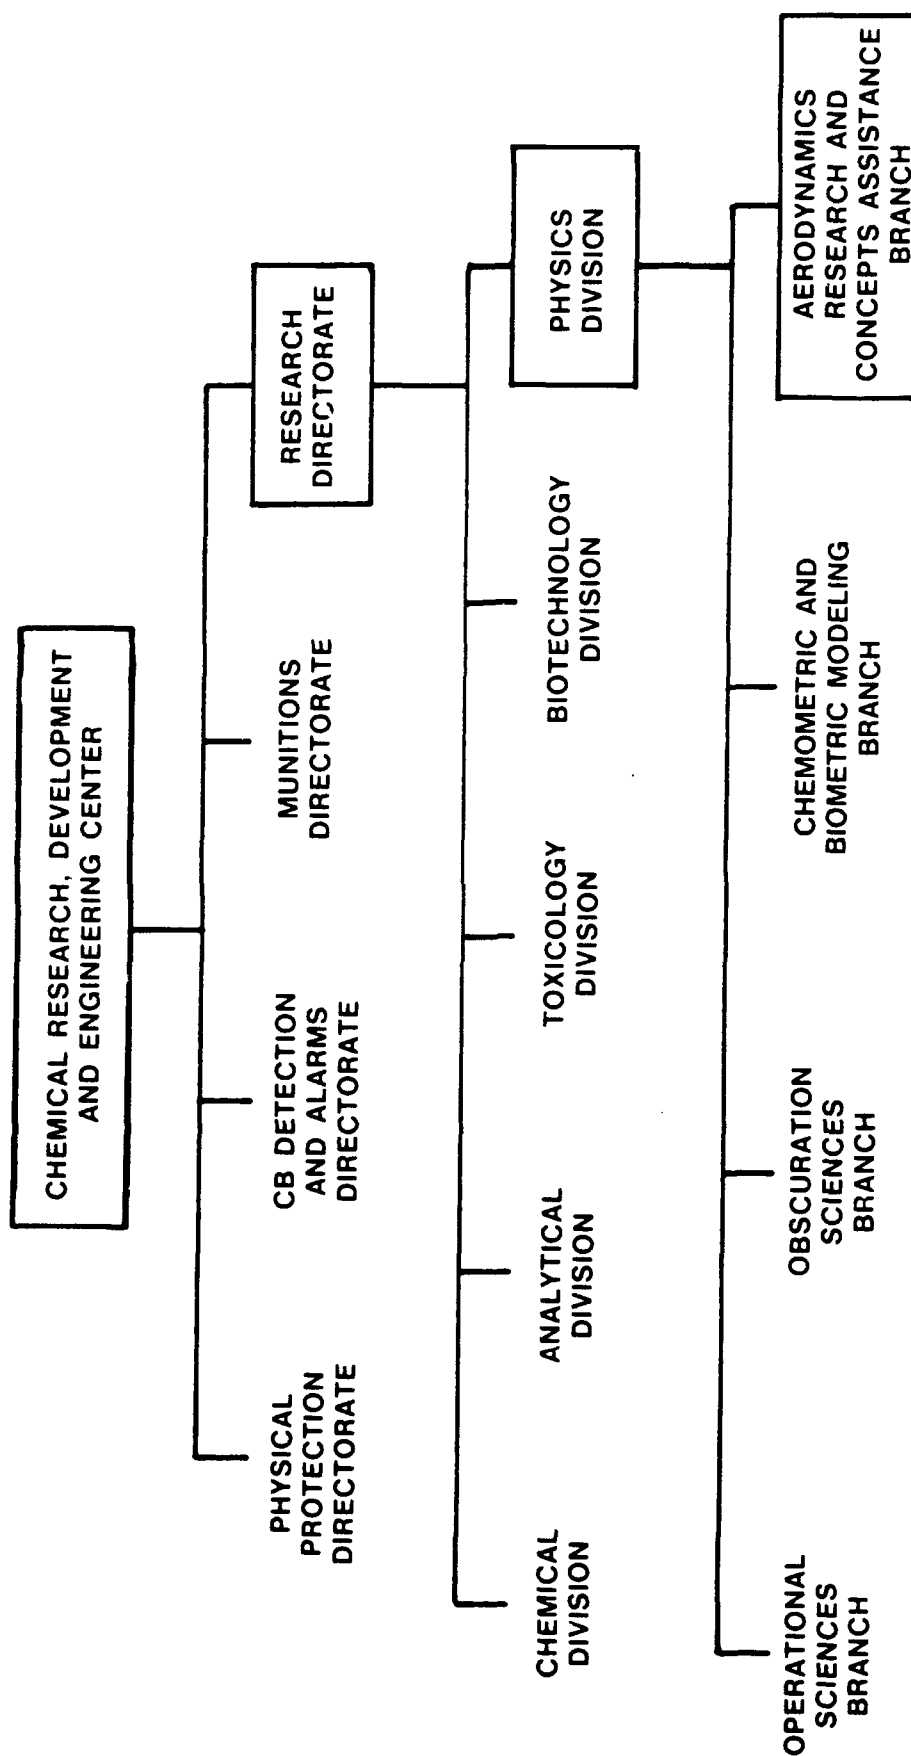 CHEMICAL RESEARCH, DEVELOPMENT
AND ENGINEERING CENTER
PHYSICAL
PROTECTION
DIRECTORATE
CB DETECTION
AND ALARMS
DIRECTORATE
MUNITIONS
DIRECTORATE
RESEARCH
DIRECTORATE
CHEMICAL
DIVISION
ANALYTICAL
DIVISION
TOXICOLOGY
DIVISION
BIOTECHNOLOGY
DIVISION
PHYSICS
DIVISION
OPERATIONAL
SCIENCES
BRANCH
OBSCURATION
SCIENCES
BRANCH
CHEMOMETRIC AND
BIOMETRIC MODELING
BRANCH
AERODYNAMICS
RESEARCH AND
CONCEPTS ASSISTANCE
BRANCH